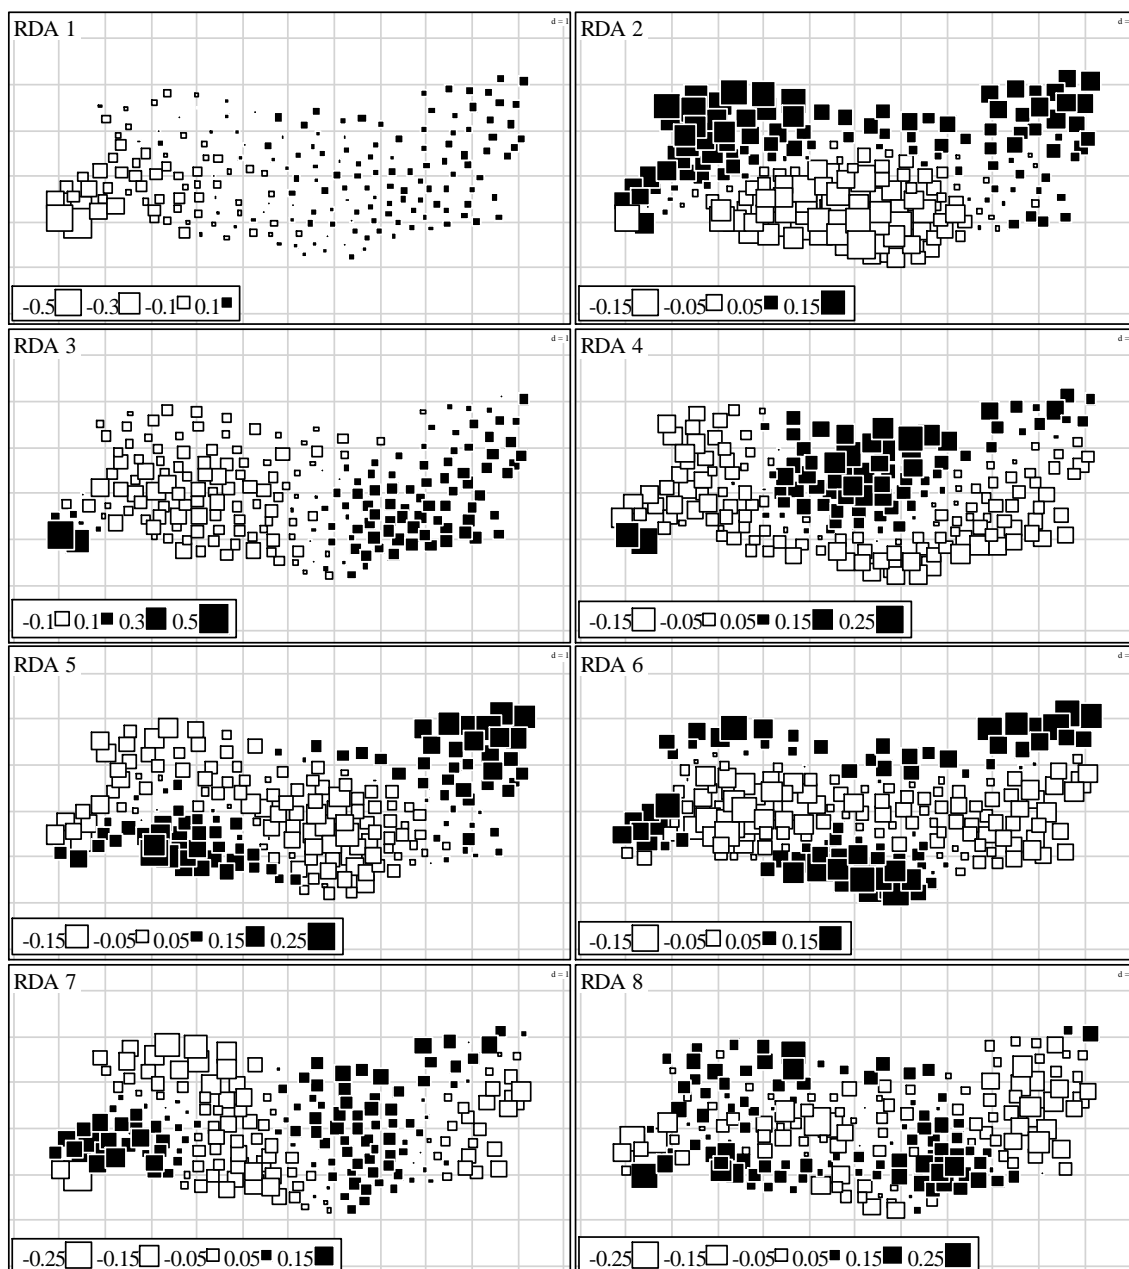 RDA 1
d = 1
RDA 2
d =
-0.5 -0.3 -0.1 0.1
-0.15 -0.05 0.05 0.15
RDA 3
d = 1
RDA 4
d =
-0.1 0.1 0.3 0.5
-0.15 -0.05 0.05 0.15 0.25
RDA 5
d = 1
RDA 6
d =
-0.15 -0.05 0.05 0.15 0.25
-0.15 -0.05 0.05 0.15
RDA 7
d = 1
RDA 8
d =
-0.25 -0.15 -0.05 0.05 0.15
-0.25 -0.15 -0.05 0.05 0.15 0.25